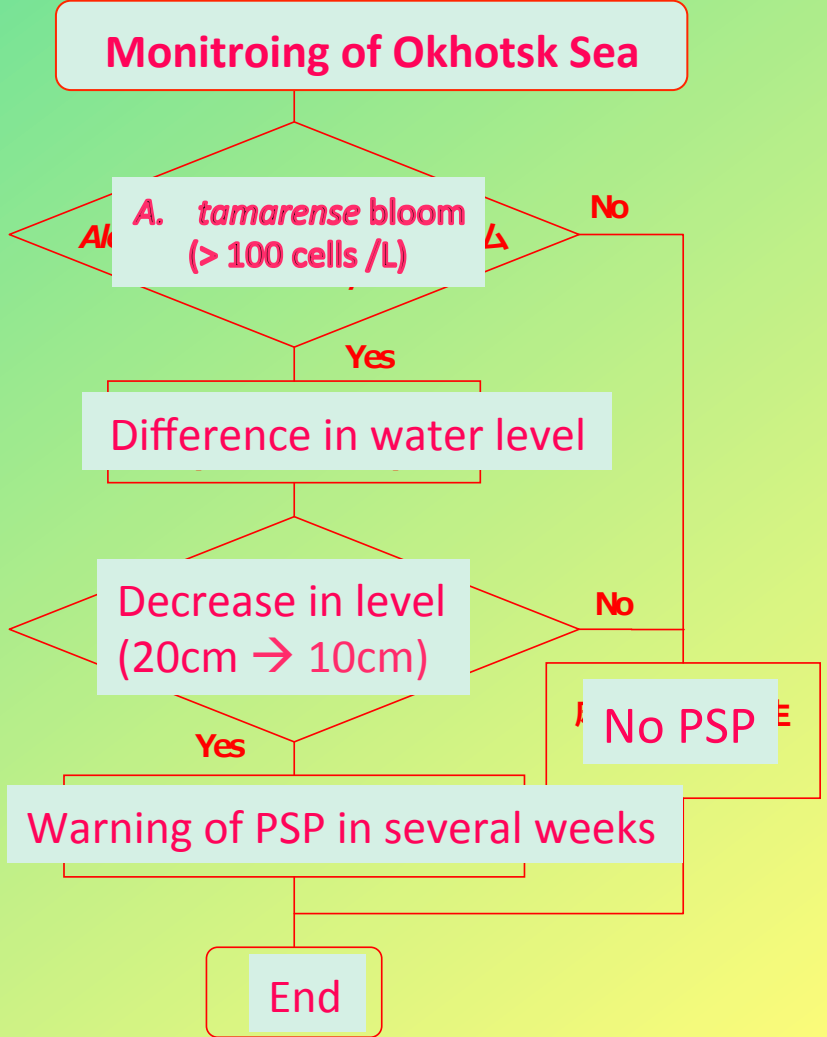 Monitroing of Okhotsk Sea
A. tamarense bloom
(> 100 cells /L)
No
Yes
Difference in water level
Decrease in level
(20cm → 10cm)
No
Yes
No PSP
Warning of PSP in several weeks
End